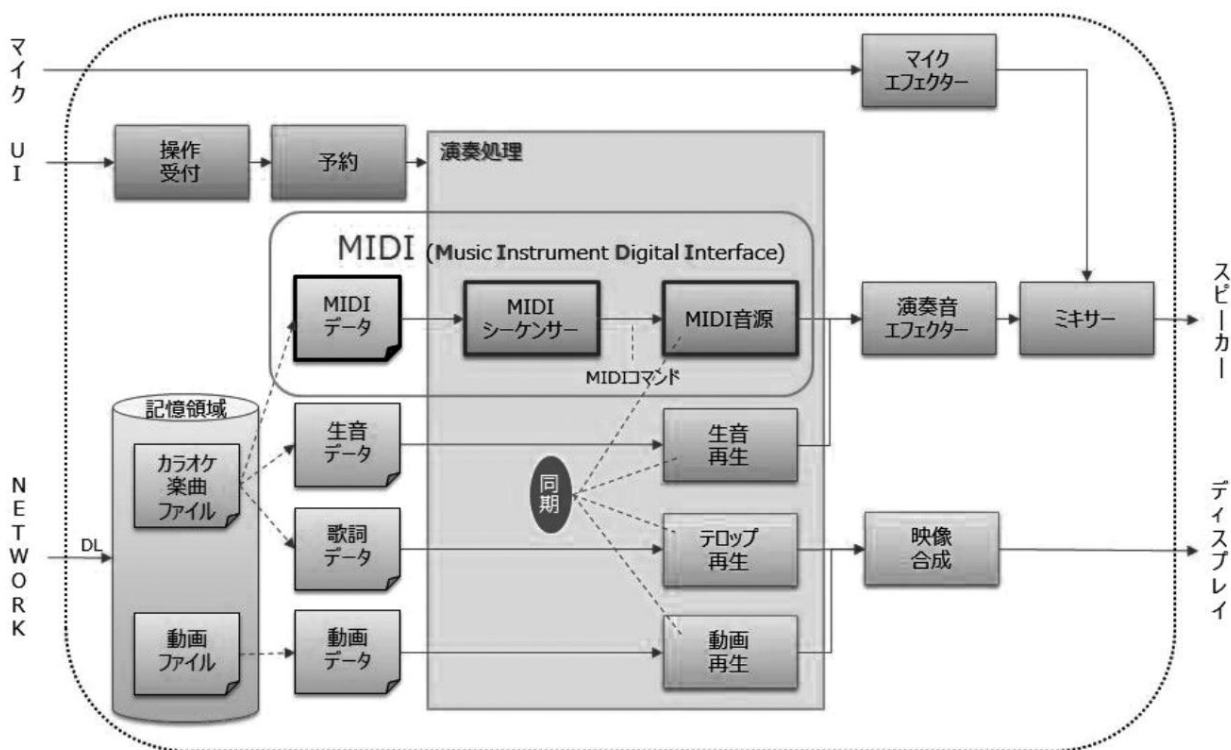 マイク
マイク
エフェクター
UI
操作
受付
予約
演奏処理
MIDI (Music Instrument Digital Interface)
MIDI
データ
MIDI
シーケンサー
MIDI音源
演奏音
エフェクター
ミキサー
スピーカー
MIDIコマンド
記憶領域
カラオケ
楽曲
ファイル
生音
データ
生音
再生
同期
NETWORK
DL
歌詞
データ
テロップ
再生
映像
合成
ディスプレイ
動画
ファイル
動画
データ
動画
再生